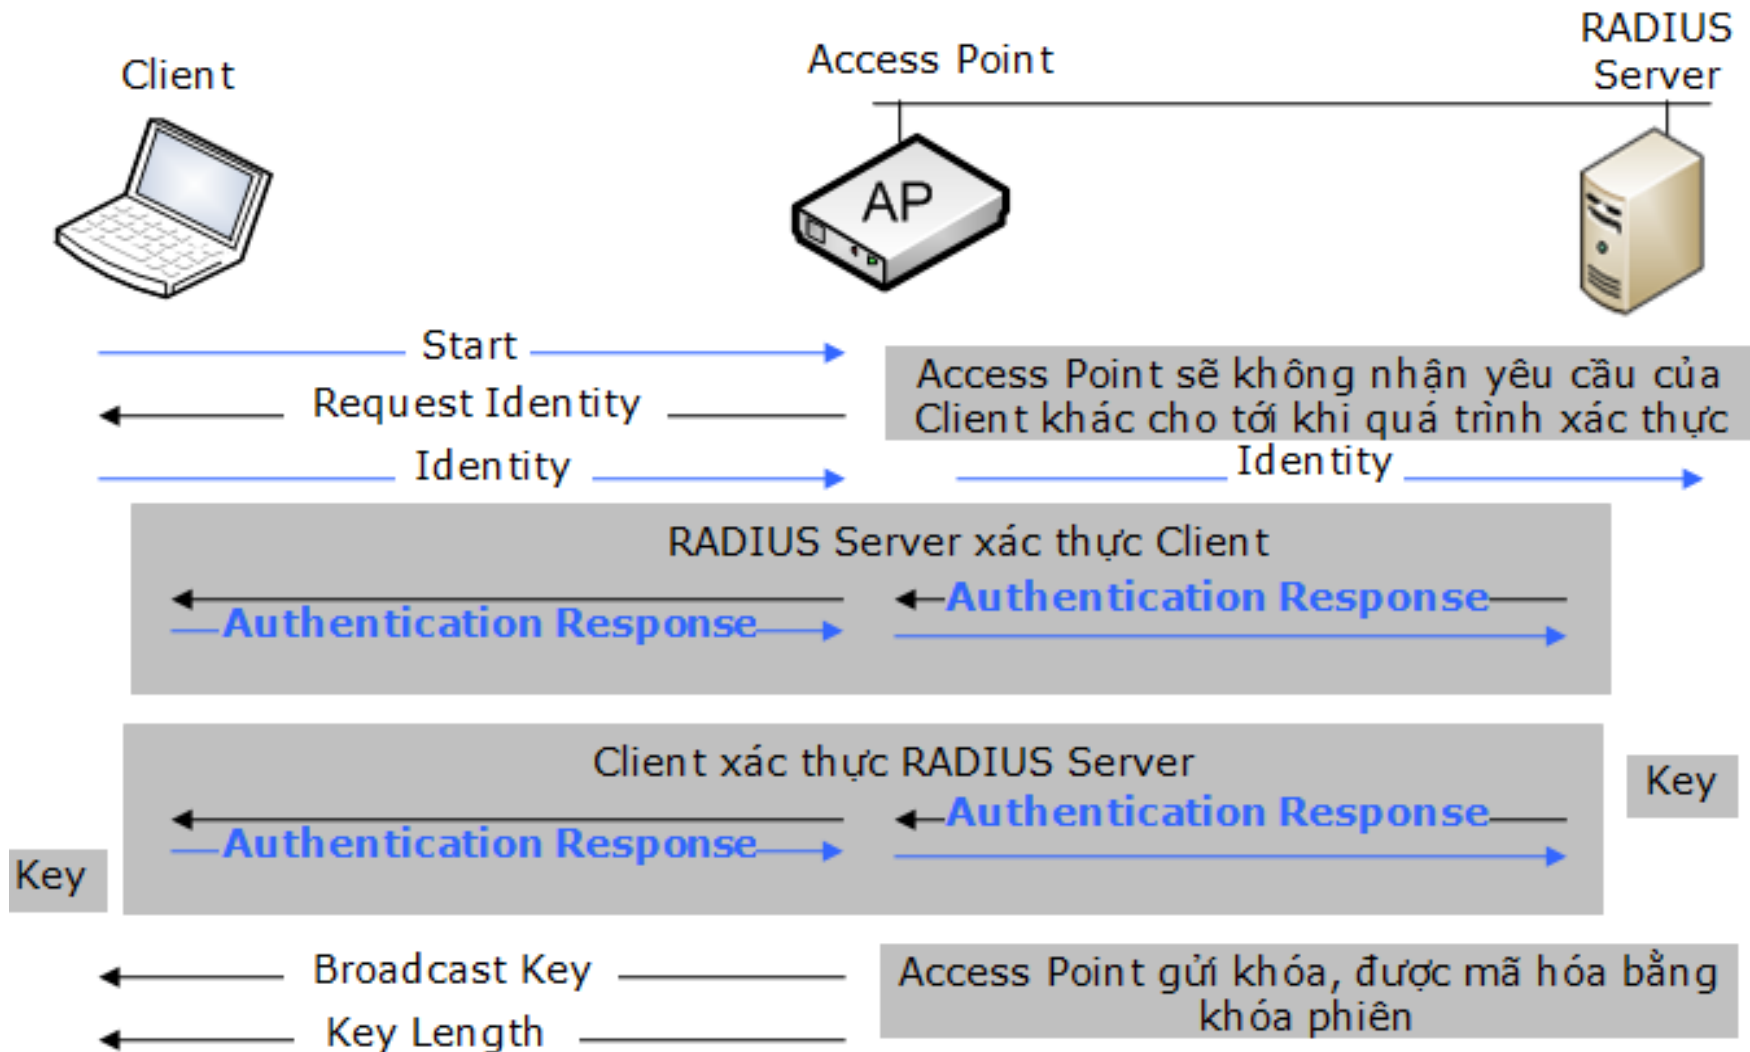 Client
Access Point
RADIUS
Server
AP
Start
Request Identity
Access Point sẽ không nhận yêu cầu của
Client khác cho tới khi quá trình xác thực
Identity
Identity
RADIUS Server xác thực Client
Authentication Response
Authentication Response
Client xác thực RADIUS Server
Key
Authentication Response
Authentication Response
Key
Broadcast Key
Access Point gửi khóa, được mã hóa bằng
khóa phiên
Key Length